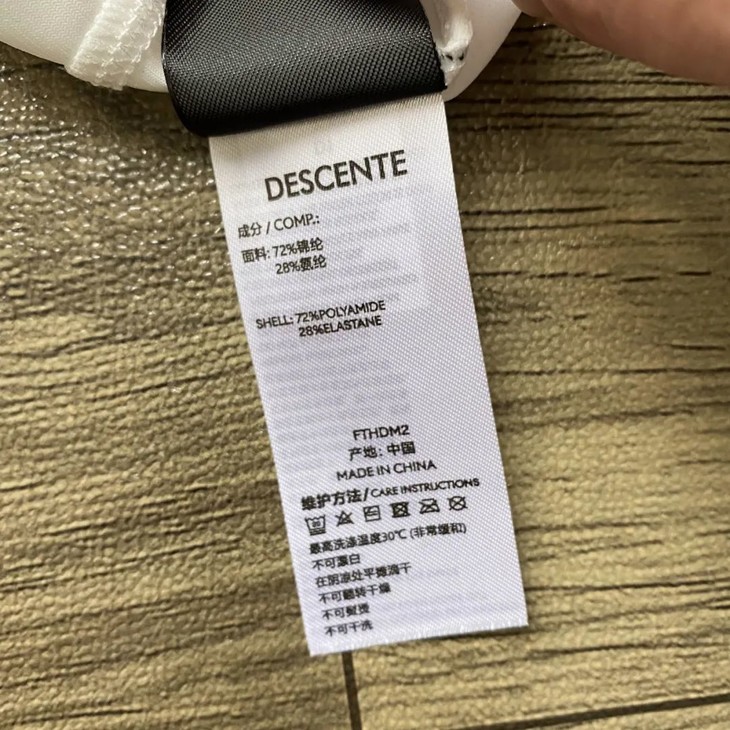 DESCENTE
成分 / COMP.:
面料: 72%锦纶
28%氨纶
SHELL: 72%POLYAMIDE
28%ELASTANE
FTHDM2
产地: 中国
MADE IN CHINA
维护方法/CARE INSTRUCTIONS
最高洗涤温度30℃ (非常缓和)
不可漂白
在阴凉处平摊滴干
不可翻转干燥
不可熨烫
不可干洗